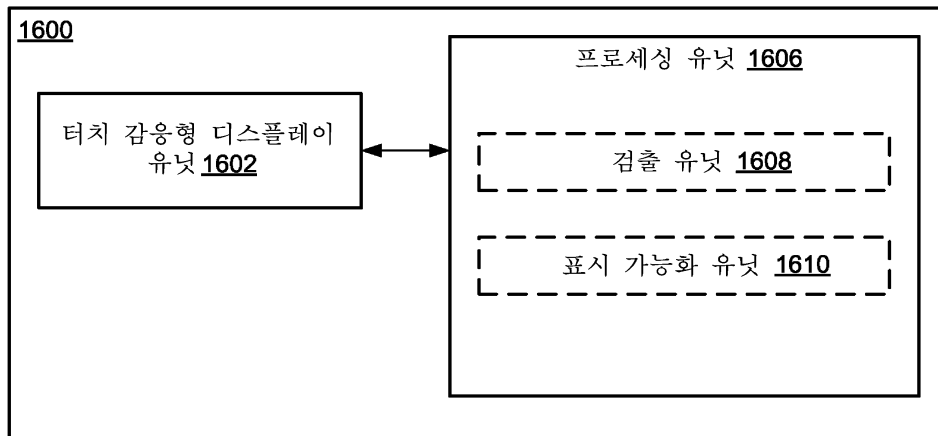 1600
프로세싱 유닛 1606
터치 감응형 디스플레이
유닛 1602
검출 유닛 1608
표시 가능화 유닛 1610